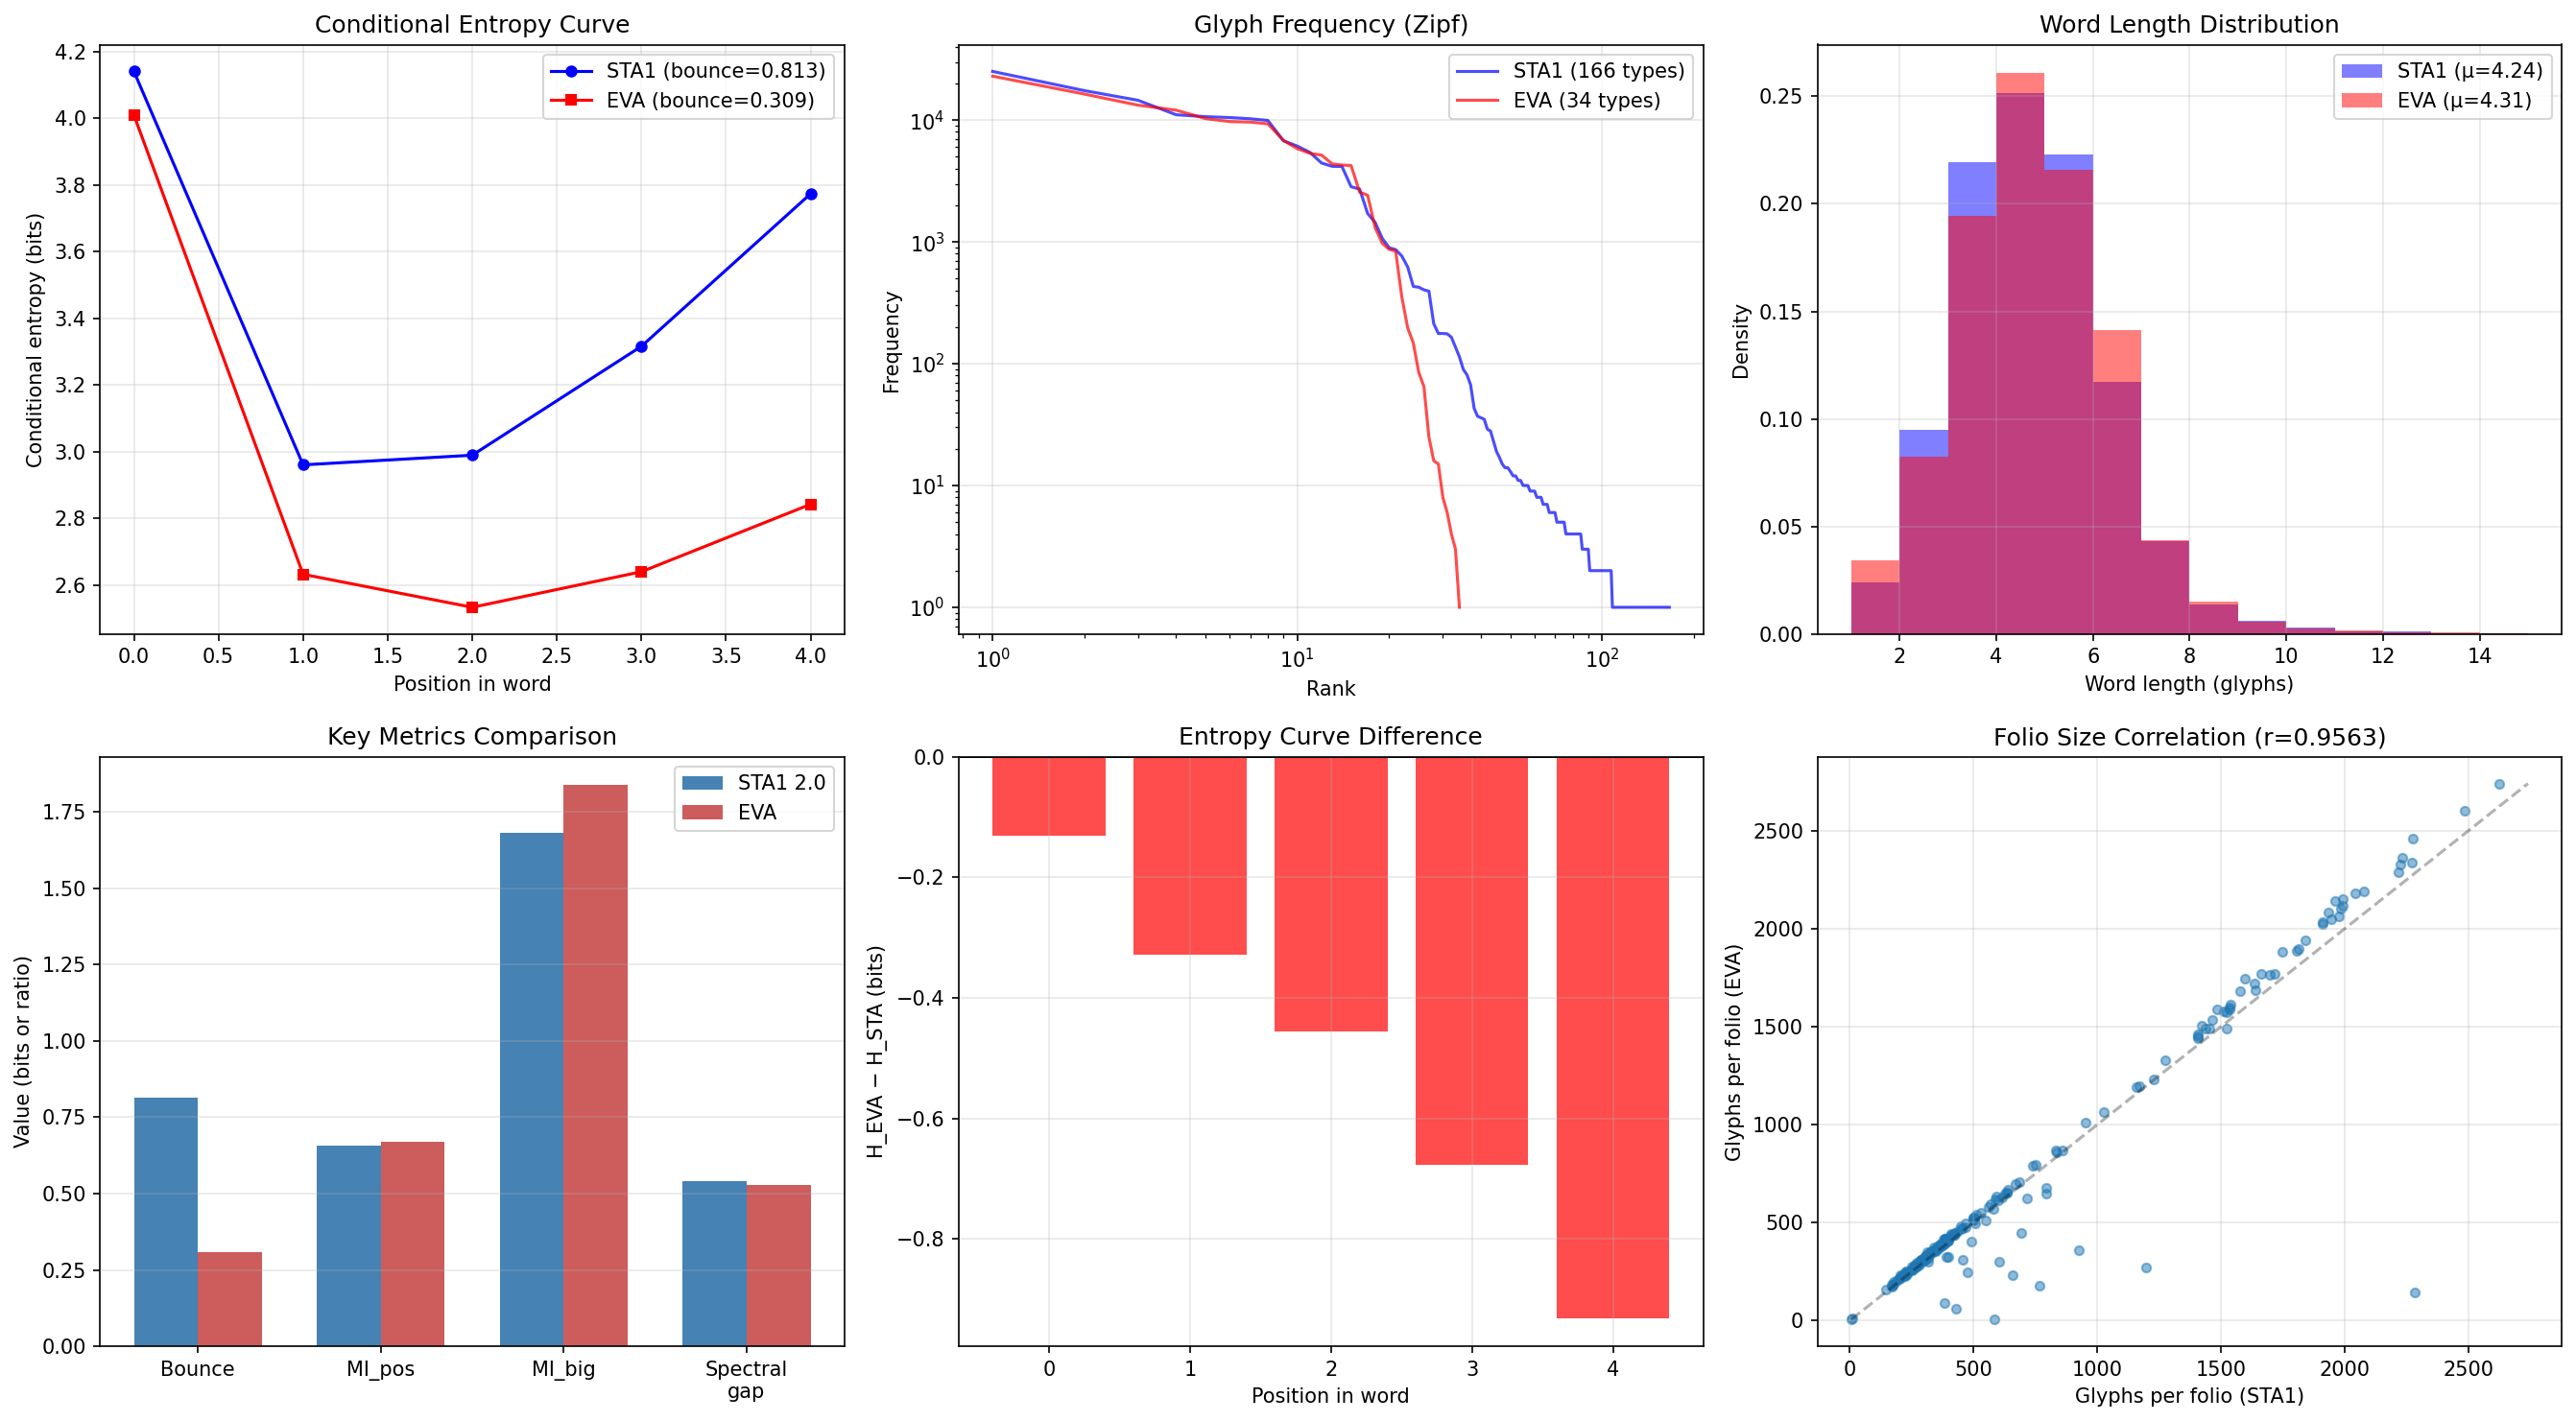 Conditional Entropy Curve
STA1 (bounce=0.813)
EVA (bounce=0.309)
4.2
4.0
3.8
3.6
3.4
3.2
3.0
2.8
2.6
Conditional entropy (bits)
0.0 0.5 1.0 1.5 2.0 2.5 3.0 3.5 4.0
Position in word
Glyph Frequency (Zipf)
STA1 (166 types)
EVA (34 types)
10⁴
10³
10²
10¹
10⁰
Frequency
10⁰ 10¹ 10²
Rank
Word Length Distribution
STA1 (μ=4.24)
EVA (μ=4.31)
0.25
0.20
0.15
0.10
0.05
0.00
Density
2 4 6 8 10 12 14
Word length (glyphs)
Key Metrics Comparison
STA1 2.0
EVA
1.75
1.50
1.25
1.00
0.75
0.50
0.25
0.00
Value (bits or ratio)
Bounce MI_pos MI_big Spectral
gap
Entropy Curve Difference
0.0
−0.2
−0.4
−0.6
−0.8
H_EVA − H_STA (bits)
0 1 2 3 4
Position in word
Folio Size Correlation (r=0.9563)
2500
2000
1500
1000
500
0
Glyphs per folio (EVA)
0 500 1000 1500 2000 2500
Glyphs per folio (STA1)